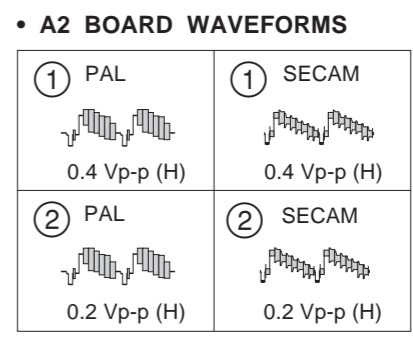 • A2 BOARD WAVEFORMS
1 PAL
0.4 Vp-p (H)
1 SECAM
0.4 Vp-p (H)
2 PAL
0.2 Vp-p (H)
2 SECAM
0.2 Vp-p (H)